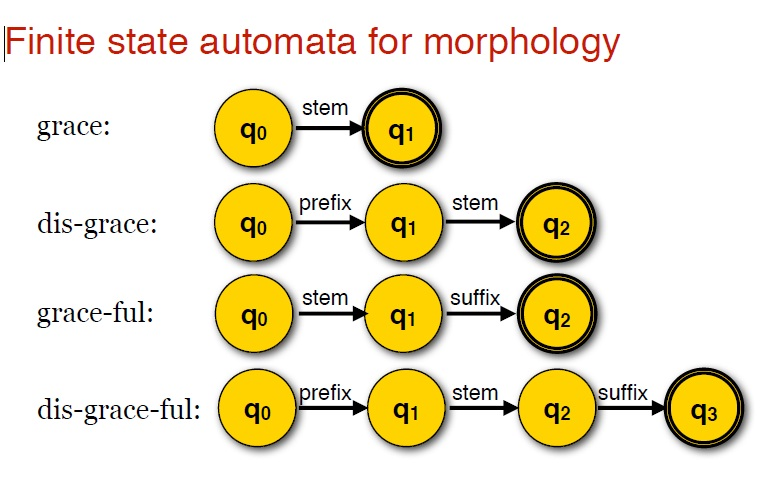 Finite state automata for morphology
grace:
stem
q0
q1
dis-grace:
prefix
stem
q0
q1
q2
grace-ful:
stem
suffix
q0
q1
q2
dis-grace-ful:
prefix
stem
suffix
q0
q1
q2
q3